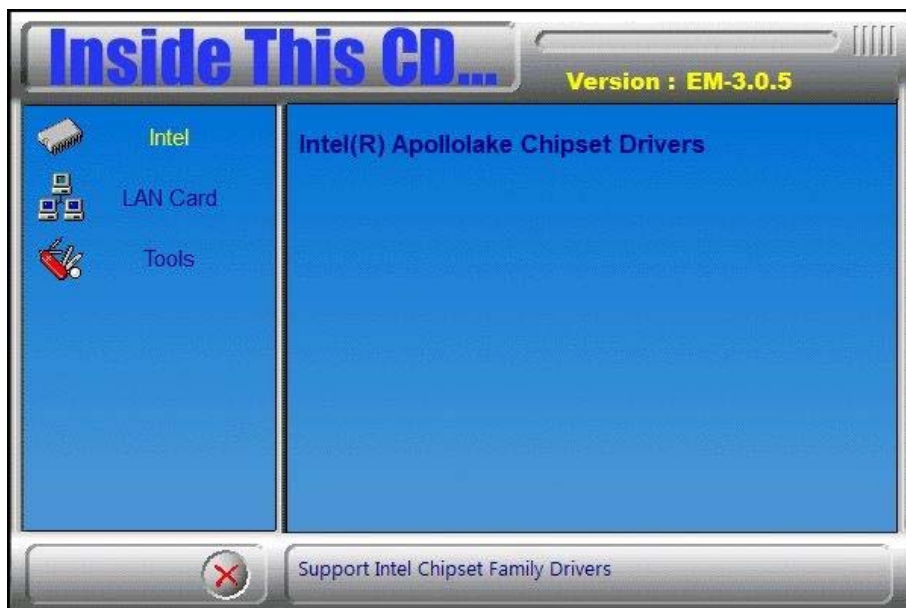 Inside This CD...
Version : EM-3.0.5
Intel
LAN Card
Tools
Intel(R) Apollolake Chipset Drivers
Support Intel Chipset Family Drivers